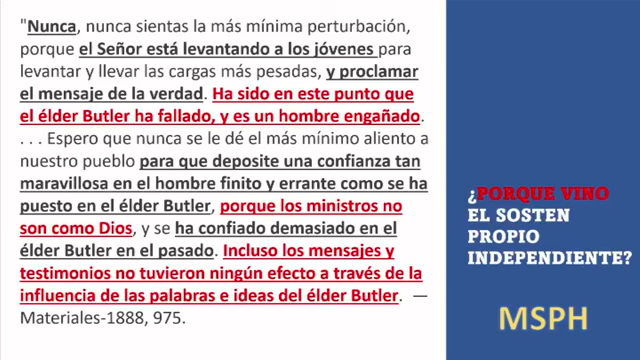 "Nunca, nunca sientas la más mínima perturbación,
porque el Señor está levantando a los jóvenes para
levantar y llevar las cargas más pesadas, y proclamar
el mensaje de la verdad. Ha sido en este punto que
el élder Butler ha fallado, y es un hombre engañado.
. . . Espero que nunca se le dé el más mínimo aliento a
nuestro pueblo para que deposite una confianza tan
maravillosa en el hombre finito y errante como se ha
puesto en el élder Butler, porque los ministros no
son como Dios, y se ha confiado demasiado en el
élder Butler en el pasado. Incluso los mensajes y
testimonios no tuvieron ningún efecto a través de la
influencia de las palabras e ideas del élder Butler. —
Materiales-1888, 975.
¿PORQUE VINO
EL SOSTEN
PROPIO
INDEPENDIENTE?
MSPH